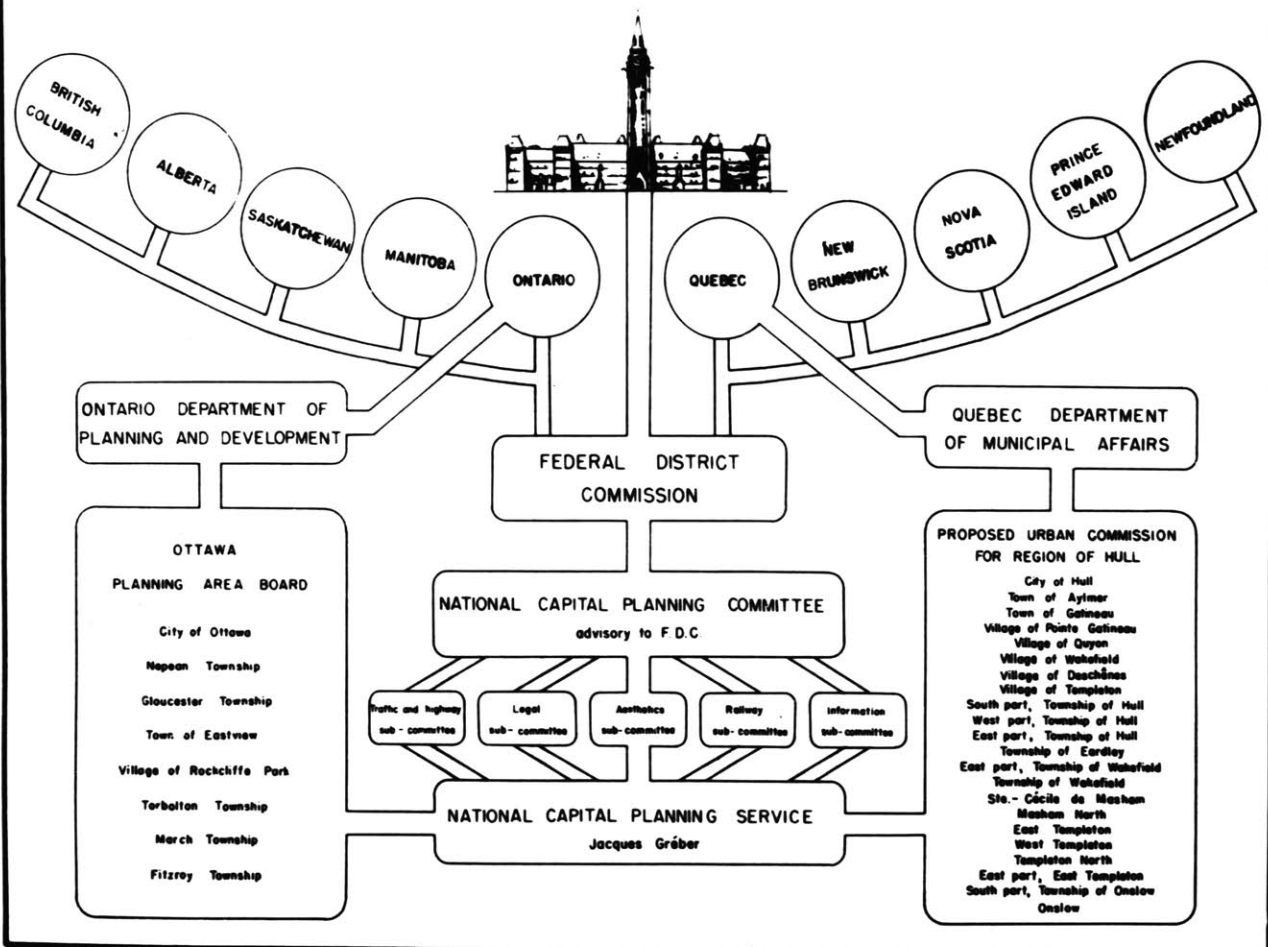 BRITISH
COLUMBIA
ALBERTA
SASKATCHEWAN
MANITOBA
ONTARIO
QUEBEC
NEW
BRUNSWICK
NOVA
SCOTIA
PRINCE
EDWARD
ISLAND
NEWFOUNDLAND
ONTARIO DEPARTMENT OF
PLANNING AND DEVELOPMENT
FEDERAL DISTRICT
COMMISSION
QUEBEC DEPARTMENT
OF MUNICIPAL AFFAIRS
OTTAWA
PLANNING AREA BOARD
City of Ottawa
Nepean Township
Gloucester Township
Town of Eastview
Village of Rockcliffe Park
Torbolton Township
March Township
Fitzroy Township
NATIONAL CAPITAL PLANNING COMMITTEE
advisory to F.D.C.
Traffic and highway
sub-committee
Legal
sub-committee
Aesthetics
sub-committee
Railway
sub-committee
Information
sub-committee
NATIONAL CAPITAL PLANNING SERVICE
Jacques Gréber
PROPOSED URBAN COMMISSION
FOR REGION OF HULL
City of Hull
Town of Aylmer
Town of Gatineau
Village of Pointe Gatineau
Village of Quyon
Village of Wakefield
Village of Deschênes
Village of Templeton
South part, Township of Hull
West part, Township of Hull
East part, Township of Hull
Township of Eardley
East part, Township of Wakefield
Township of Wakefield
Ste.-Cécile de Masham
Masham North
East Templeton
West Templeton
Templeton North
East part, East Templeton
South part, Township of Onslow
Onslow